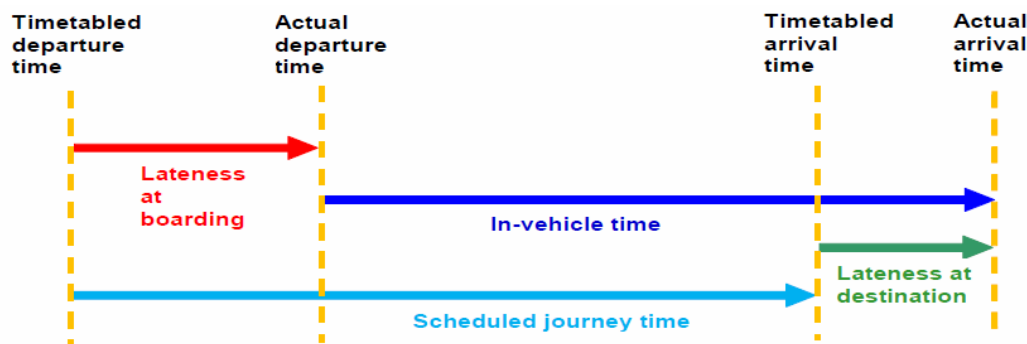 Timetabled
departure
time
Actual
departure
time
Timetabled
arrival
time
Actual
arrival
time
Lateness
at
boarding
In-vehicle time
Lateness at
destination
Scheduled journey time